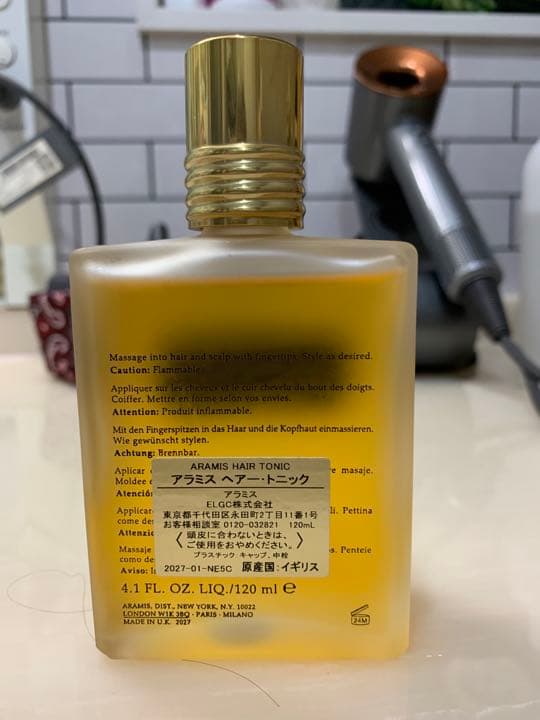 Massage into hair and scalp with fingertips. Style as desired.
Caution: Flammable
Appliquer sur les cheveux et le cuir chevelu du bout des doigts.
Coiffer. Mettre en forme selon vos envies.
Attention: Produit inflammable.
Mit den Fingerspitzen in das Haar und die Kopfhaut einmassieren.
Wie gewünscht stylen.
Achtung: Brennbar.
Aplicar re masaje.
Moldee
Atención
Applicar Pettina
come
Attenzio
Massaje Penteie
como
Aviso:
ARAMIS HAIR TONIC
アラミス ヘアー・トニック
アラミス
ELGC株式会社
東京都千代田区永田町2丁目11番1号
お客様相談室 0120-032821 120mL
〈頭皮に合わないときは、
ご使用をおやめください。〉
プラスチック キャップ、中栓
2027-01-NE5C 原産国:イギリス
4.1 FL. OZ. LIQ./120 ml e
ARAMIS, DIST., NEW YORK, N.Y. 10022
LONDON W1K 3BQ · PARIS · MILANO
MADE IN U.K. 2027
24M